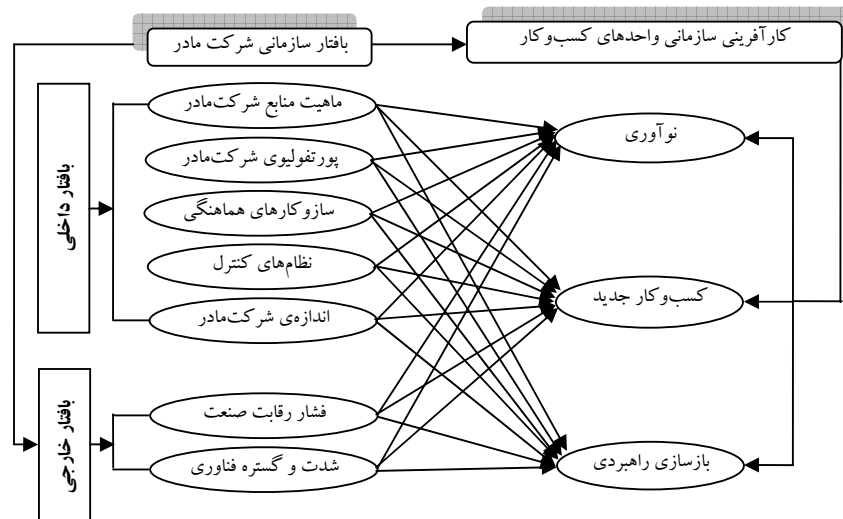 کارآفرینی سازمانی واحدهای کسب‌وکار
بافتار سازمانی شرکت مادر
بافتار داخلی
ماهیت منابع شرکت‌مادر
پورتفولیوی شرکت‌مادر
سازوکارهای هماهنگی
نظام‌های کنترل
اندازه‌ی شرکت‌مادر
بافتار خارجی
فشار رقابت صنعت
شدت و گستره فناوری
نوآوری
کسب‌وکار جدید
بازسازی راهبردی